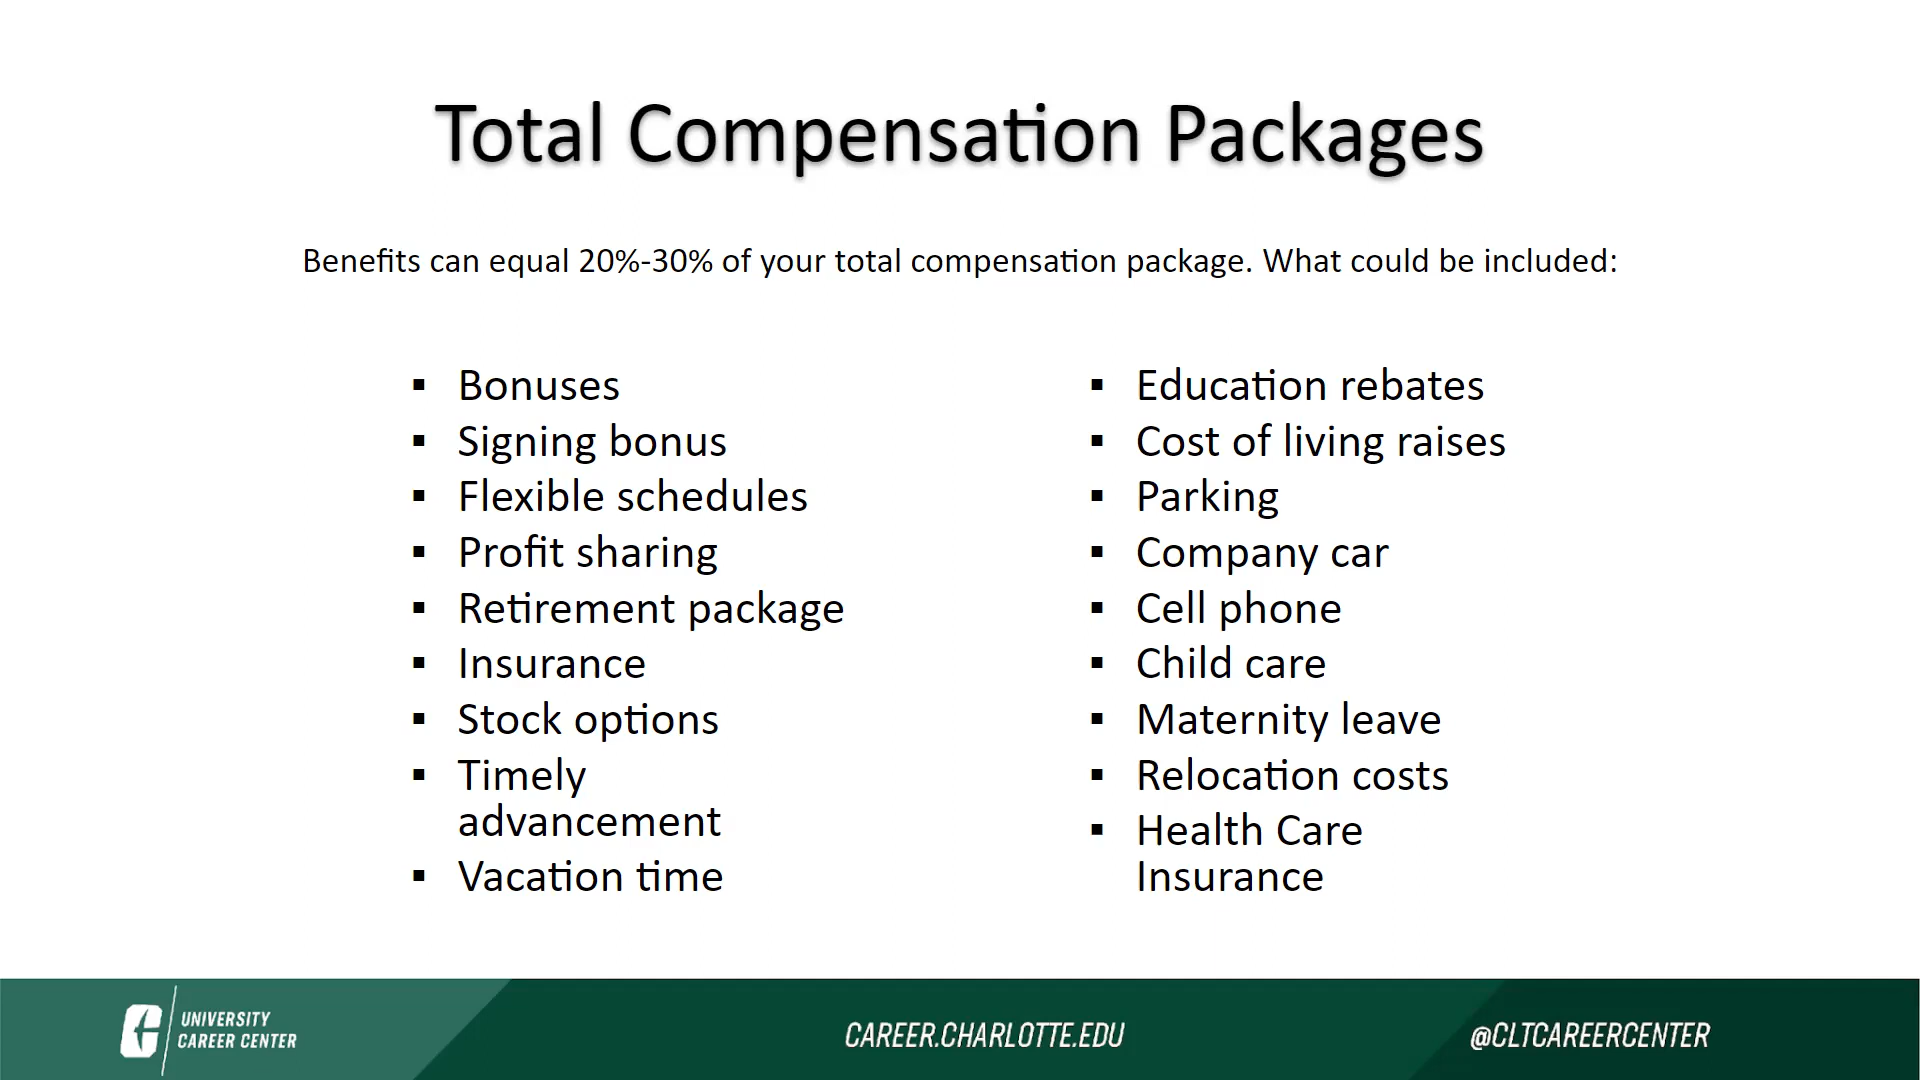 Total Compensation Packages
Benefits can equal 20%-30% of your total compensation package. What could be included:
▪ Bonuses
▪ Signing bonus
▪ Flexible schedules
▪ Profit sharing
▪ Retirement package
▪ Insurance
▪ Stock options
▪ Timely
advancement
▪ Vacation time
▪ Education rebates
▪ Cost of living raises
▪ Parking
▪ Company car
▪ Cell phone
▪ Child care
▪ Maternity leave
▪ Relocation costs
▪ Health Care
Insurance
UNIVERSITY
CAREER CENTER
CAREER.CHARLOTTE.EDU
@CLTCAREERCENTER